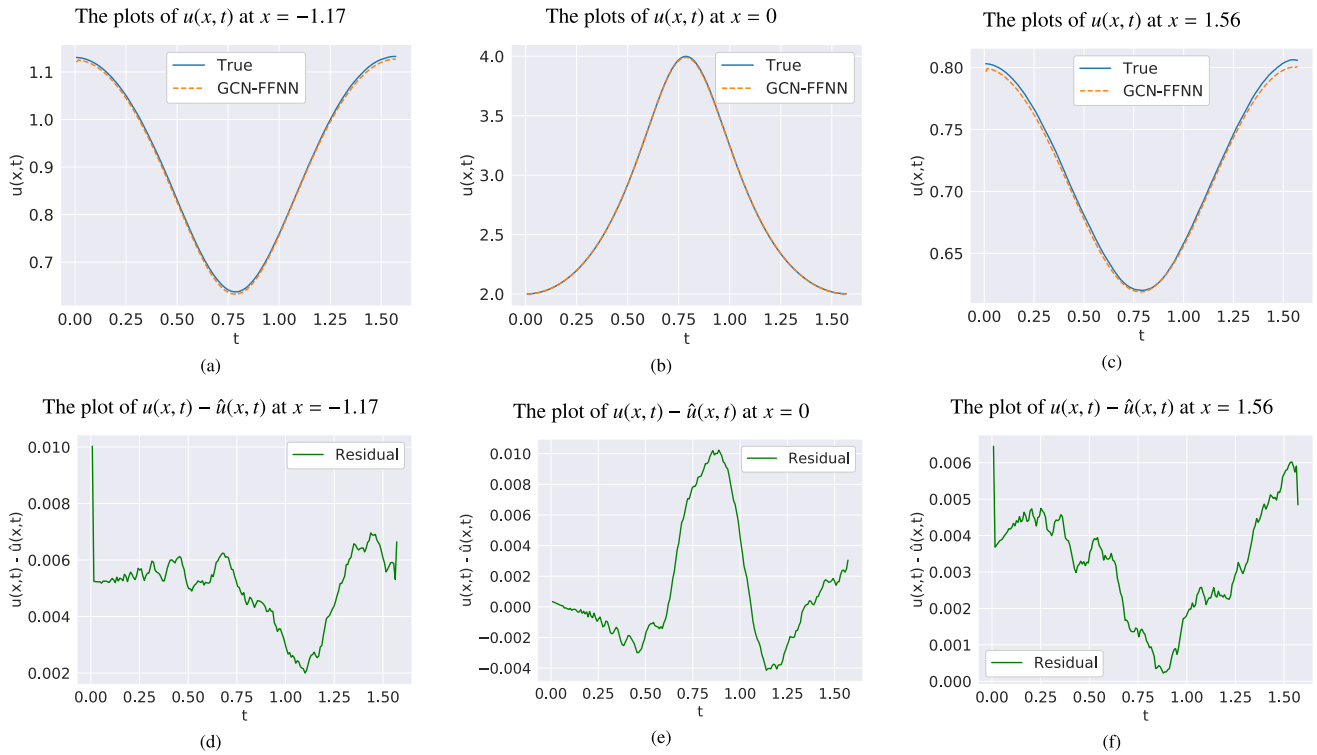 The plots of u(x, t) at x = −1.17
1.1
1.0
0.9
0.8
0.7
u(x,t)
True
GCN-FFNN
0.00 0.25 0.50 0.75 1.00 1.25 1.50
t
(a)
The plots of u(x, t) at x = 0
4.0
3.5
3.0
2.5
2.0
u(x,t)
True
GCN-FFNN
0.00 0.25 0.50 0.75 1.00 1.25 1.50
t
(b)
The plots of u(x, t) at x = 1.56
0.80
0.75
0.70
0.65
u(x,t)
True
GCN-FFNN
0.00 0.25 0.50 0.75 1.00 1.25 1.50
t
(c)
The plot of u(x, t) − û(x, t) at x = −1.17
0.010
0.008
0.006
0.004
0.002
u(x,t) - û(x,t)
Residual
0.00 0.25 0.50 0.75 1.00 1.25 1.50
t
(d)
The plot of u(x, t) − û(x, t) at x = 0
0.010
0.008
0.006
0.004
0.002
0.000
−0.002
−0.004
u(x,t) - û(x,t)
Residual
0.00 0.25 0.50 0.75 1.00 1.25 1.50
t
(e)
The plot of u(x, t) − û(x, t) at x = 1.56
0.006
0.005
0.004
0.003
0.002
0.001
0.000
u(x,t) - û(x,t)
Residual
0.00 0.25 0.50 0.75 1.00 1.25 1.50
t
(f)